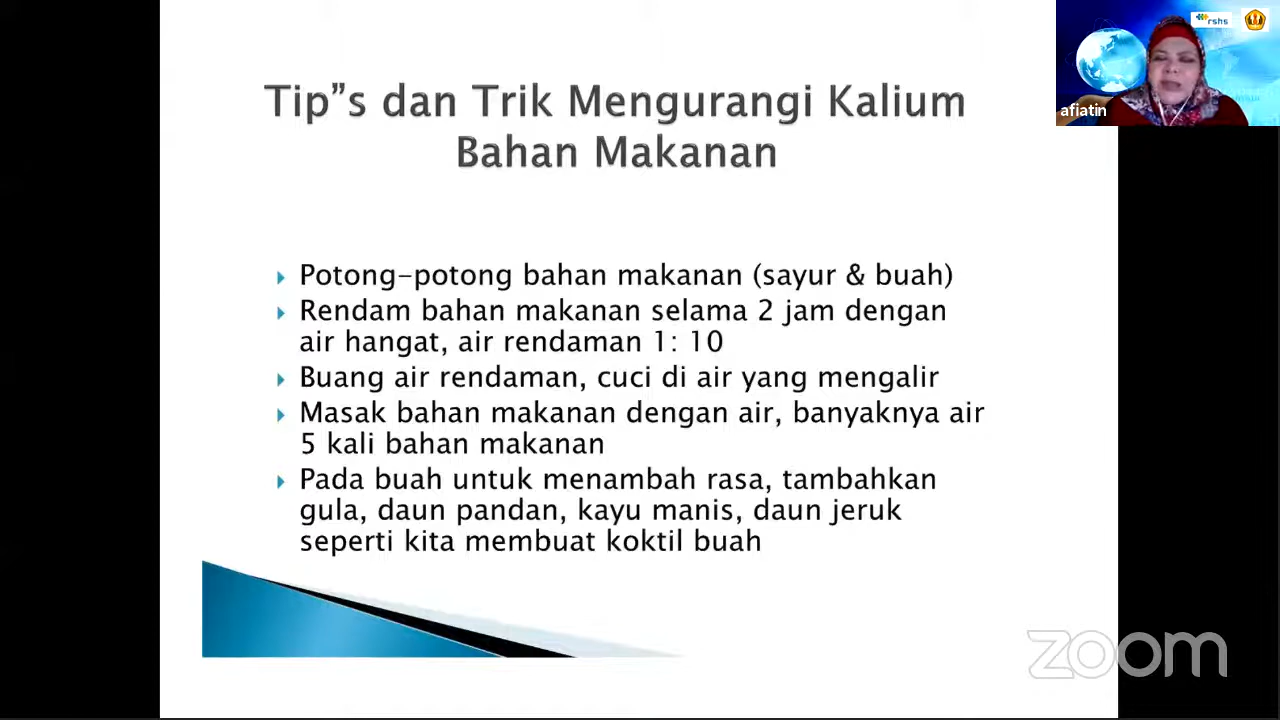 rshs
afiatin
Tip”s dan Trik Mengurangi Kalium
Bahan Makanan
Potong-potong bahan makanan (sayur & buah)
Rendam bahan makanan selama 2 jam dengan
air hangat, air rendaman 1: 10
Buang air rendaman, cuci di air yang mengalir
Masak bahan makanan dengan air, banyaknya air
5 kali bahan makanan
Pada buah untuk menambah rasa, tambahkan
gula, daun pandan, kayu manis, daun jeruk
seperti kita membuat koktil buah
zoom